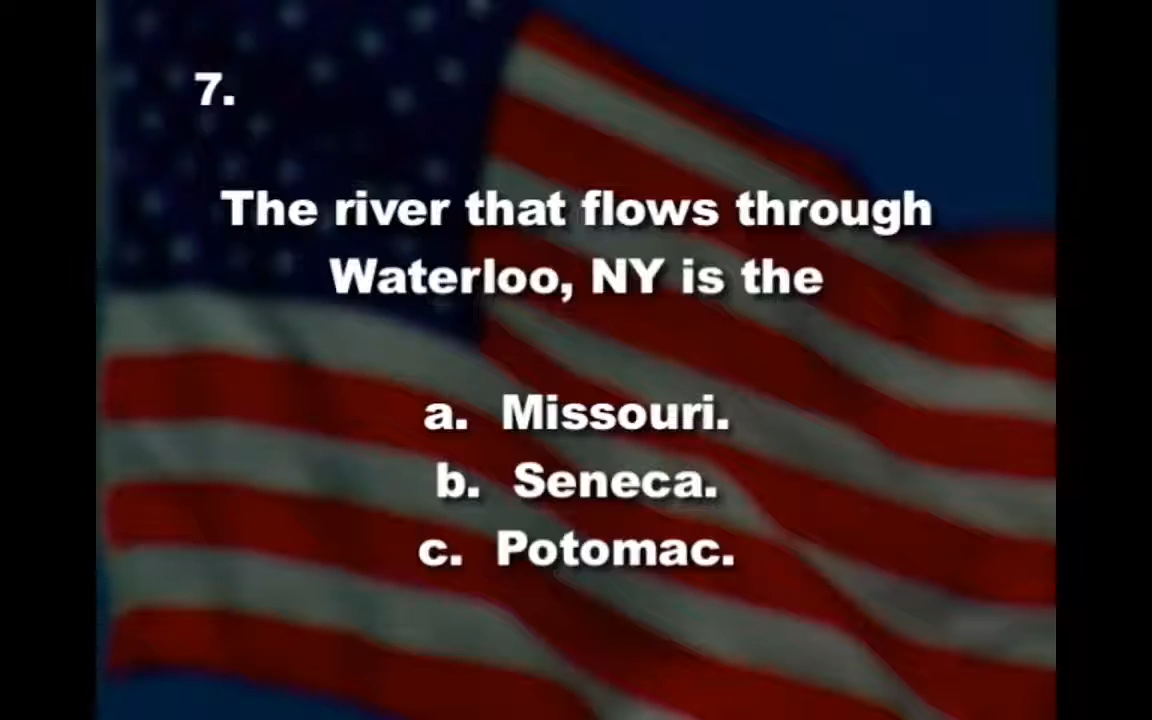 7.
The river that flows through
Waterloo, NY is the
a. Missouri.
b. Seneca.
c. Potomac.